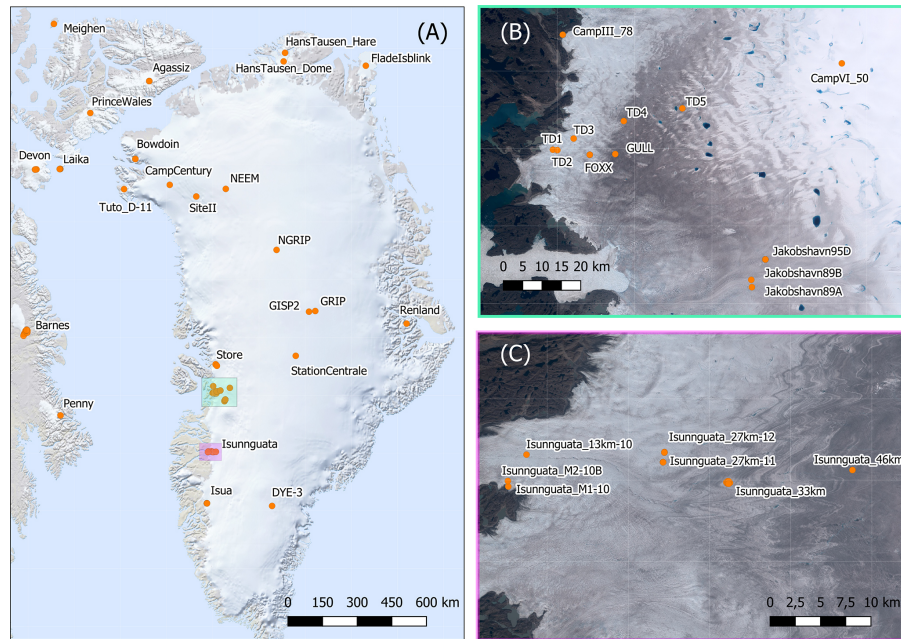 (A)
Meighen
HansTausen_Hare
HansTausen_Dome
FladeIsblink
Agassiz
PrinceWales
Bowdoin
Devon
Laika
CampCentury
NEEM
Tuto_D-11
SiteII
NGRIP
GISP2
GRIP
Renland
Barnes
Store
StationCentrale
Penny
Isunnguata
Isua
DYE-3
0 150 300 450 600 km
(B)
CampIII_78
CampVI_50
TD5
TD4
TD3
TD1
TD2
FOXX
GULL
Jakobshavn95D
Jakobshavn89B
Jakobshavn89A
0 5 10 15 20 km
(C)
Isunnguata_13km-10
Isunnguata_27km-12
Isunnguata_27km-11
Isunnguata_46km
Isunnguata_M2-10B
Isunnguata_M1-10
Isunnguata_33km
0 2,5 5 7,5 10 km